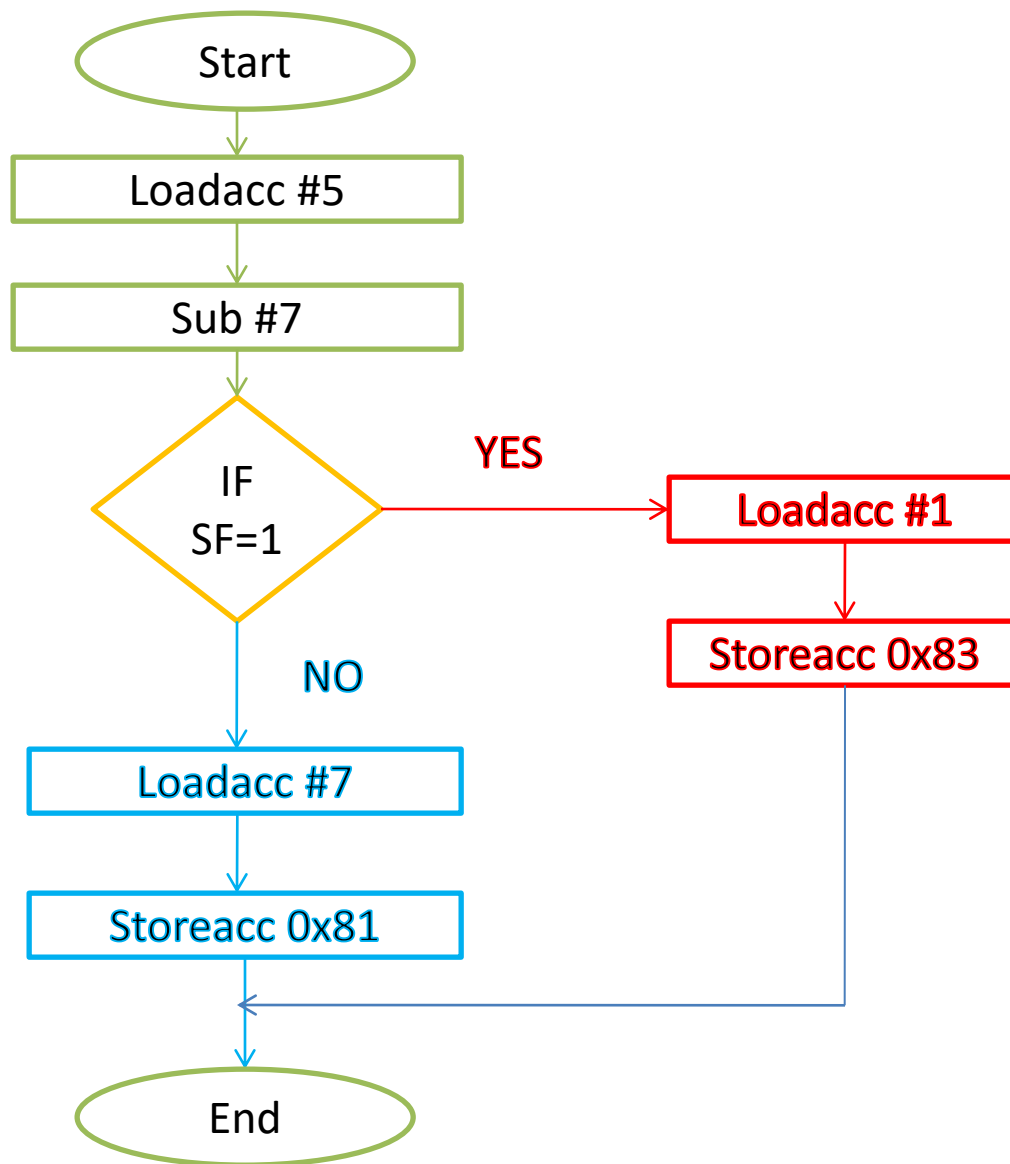 Start
Loadacc #5
Sub #7
IF
SF=1
YES
Loadacc #1
Storeacc 0x83
NO
Loadacc #7
Storeacc 0x81
End